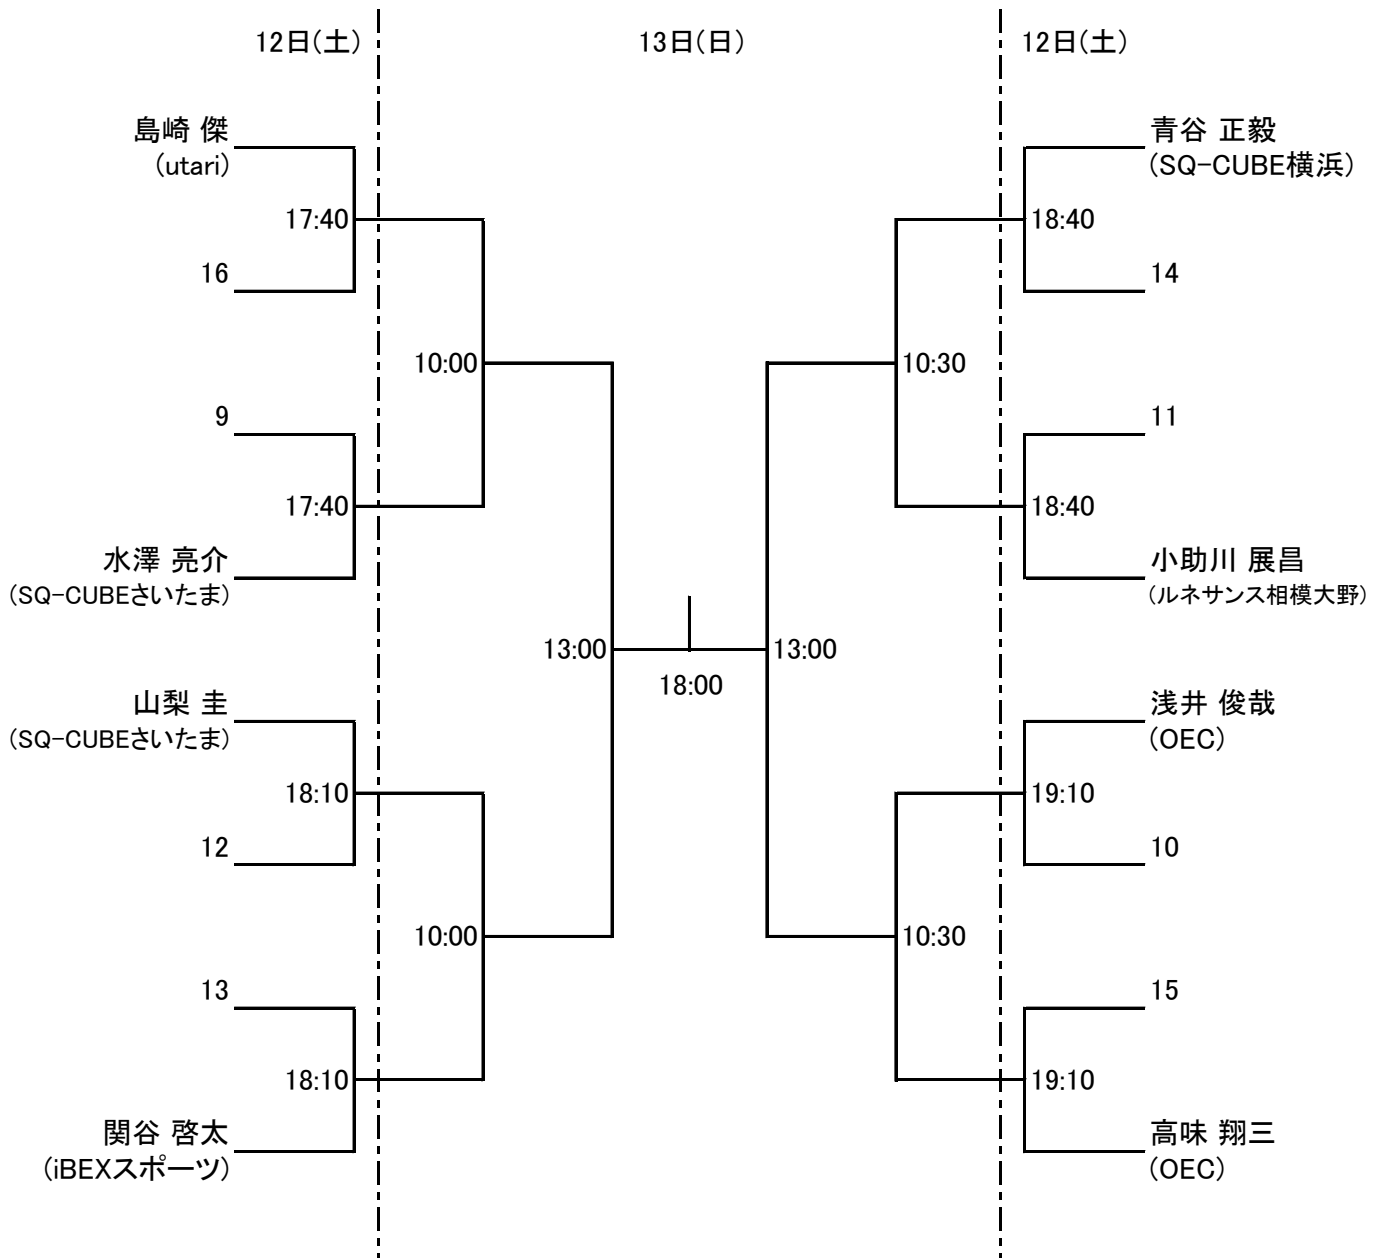 12日(土)
13日(日)
12日(土)
島崎 傑
(utari)
17:40
16
10:00
9
17:40
水澤 亮介
(SQ-CUBEさいたま)
13:00
山梨 圭
(SQ-CUBEさいたま)
18:10
12
10:00
13
18:10
関谷 啓太
(iBEXスポーツ)
18:00
青谷 正毅
(SQ-CUBE横浜)
18:40
14
10:30
11
18:40
小助川 展昌
(ルネサンス相模大野)
13:00
浅井 俊哉
(OEC)
19:10
10
10:30
15
19:10
高味 翔三
(OEC)